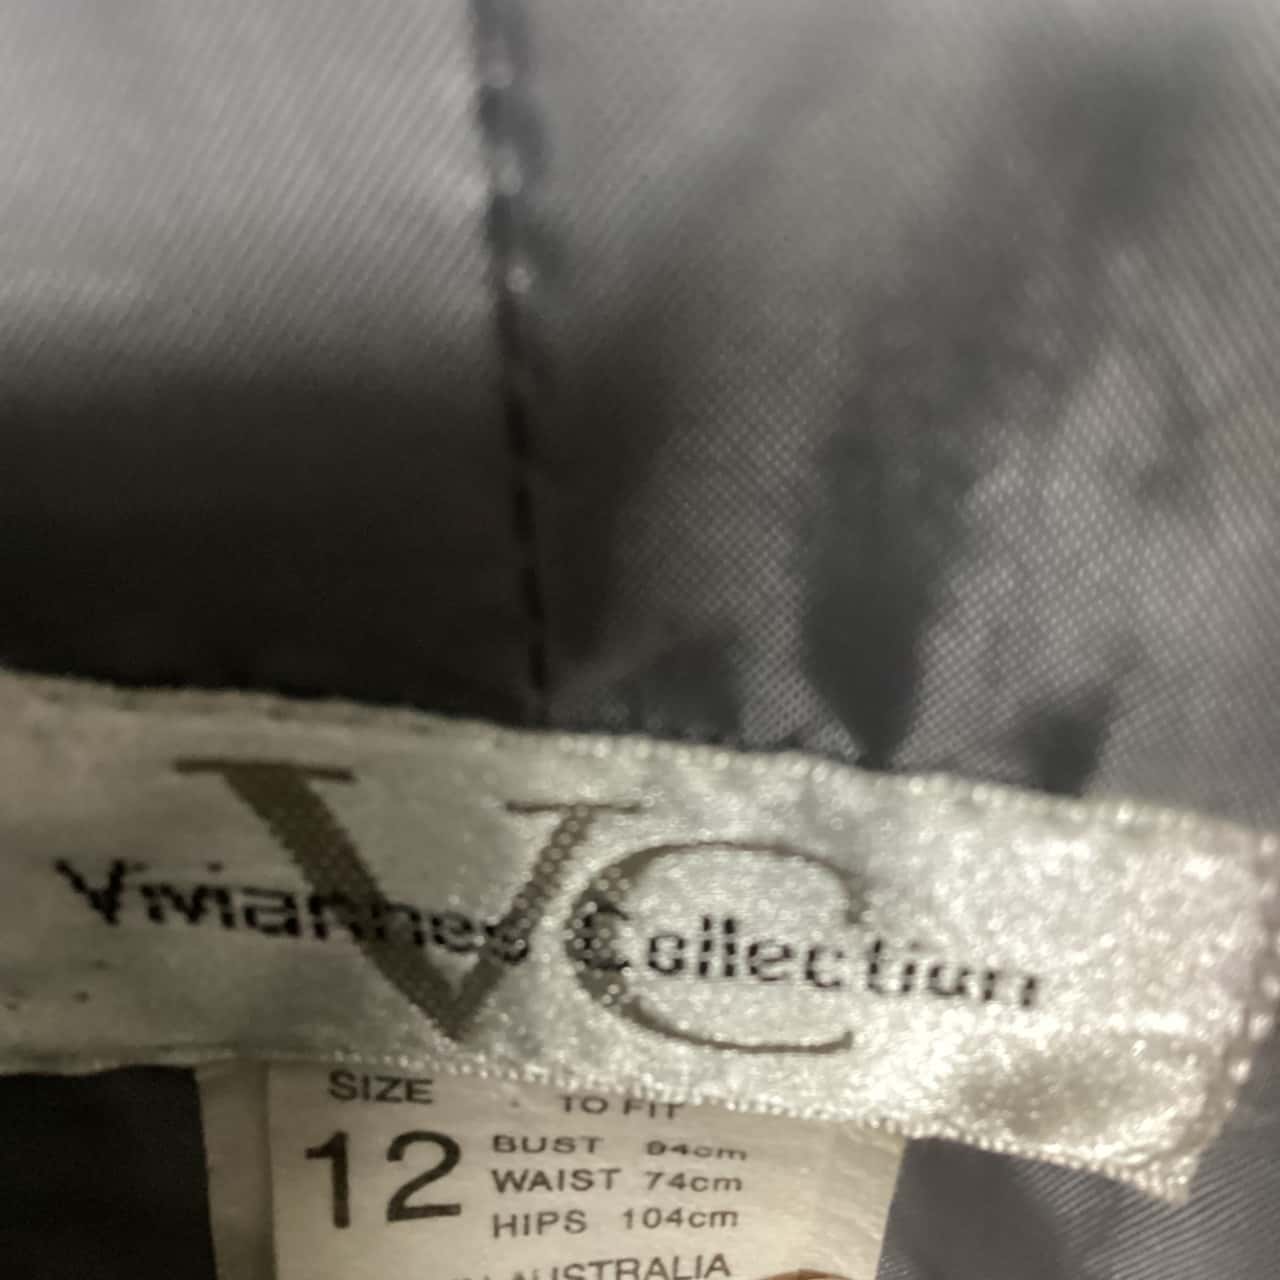 VC
Viviannes Collection
SIZE TO FIT
12 BUST 94cm
WAIST 74cm
HIPS 104cm
AUSTRALIA